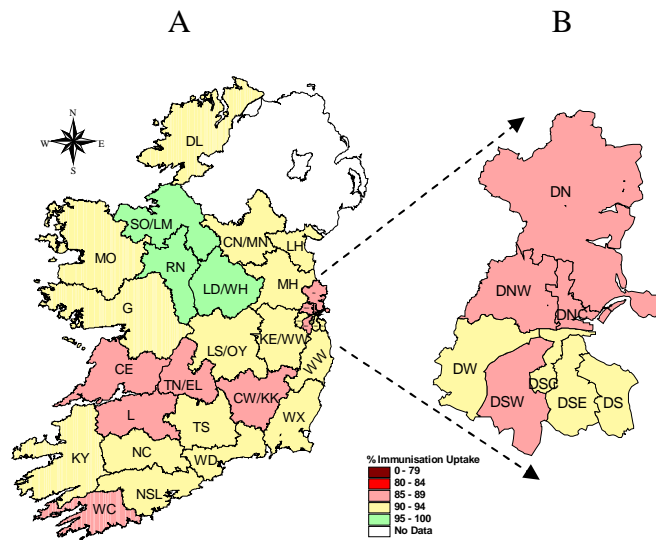 A
B
N
W E
S
DL
SO/LM
CN/MN
LH
MO
RN
LD/WH
MH
G
LS/OY
KE/WW
WW
CE
TN/EL
CW/KK
L
TS
WX
KY
NC
WD
NSL
WC
DN
DNW
DNC
DW
DSC
DSW
DSE
DS
% Immunisation Uptake
0 - 79
80 - 84
85 - 89
90 - 94
95 - 100
No Data